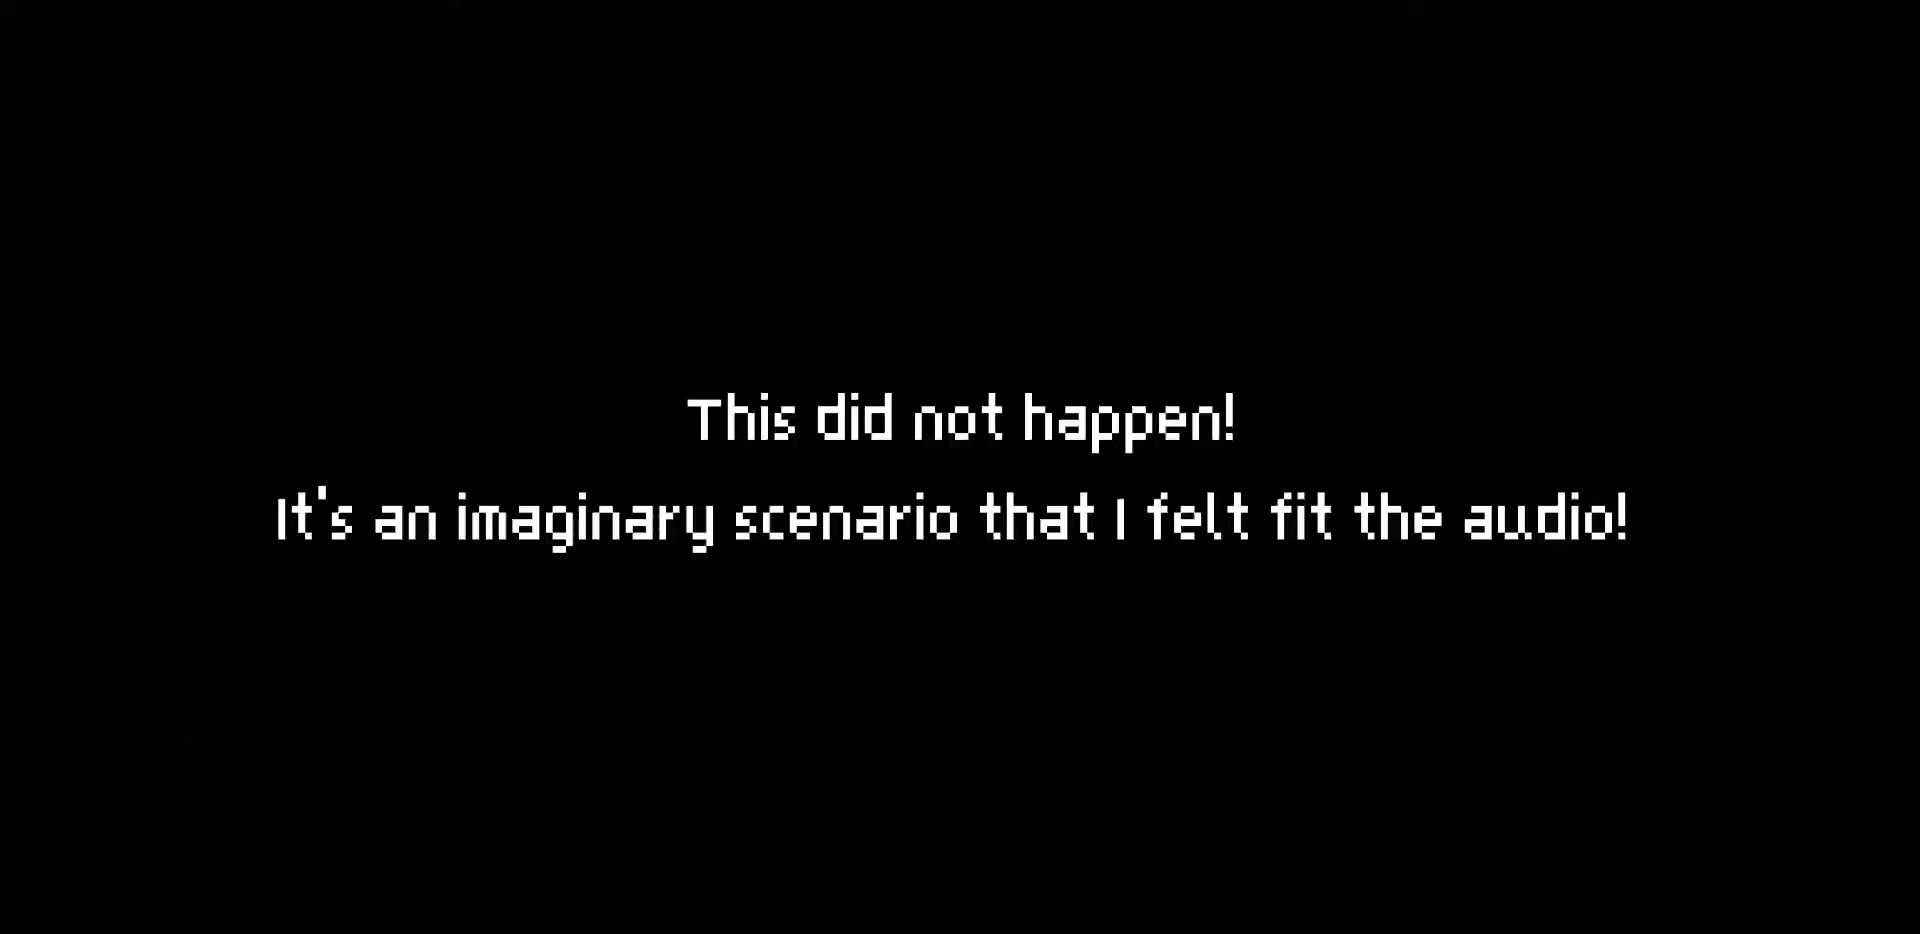 This did not happen!
It's an imaginary scenario that I felt fit the audio!